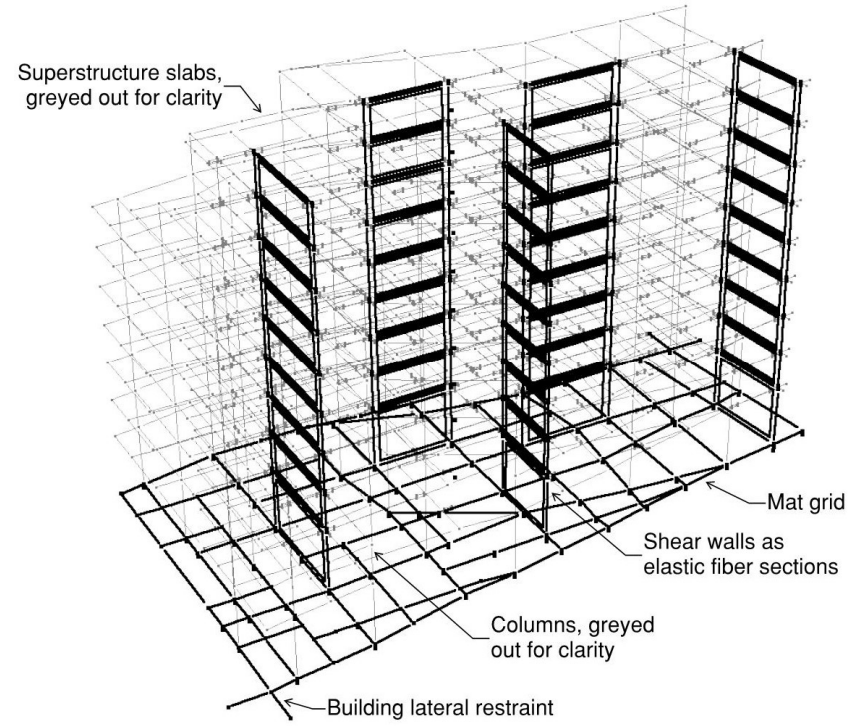 Superstructure slabs,
greyed out for clarity
Mat grid
Shear walls as
elastic fiber sections
Columns, greyed
out for clarity
Building lateral restraint